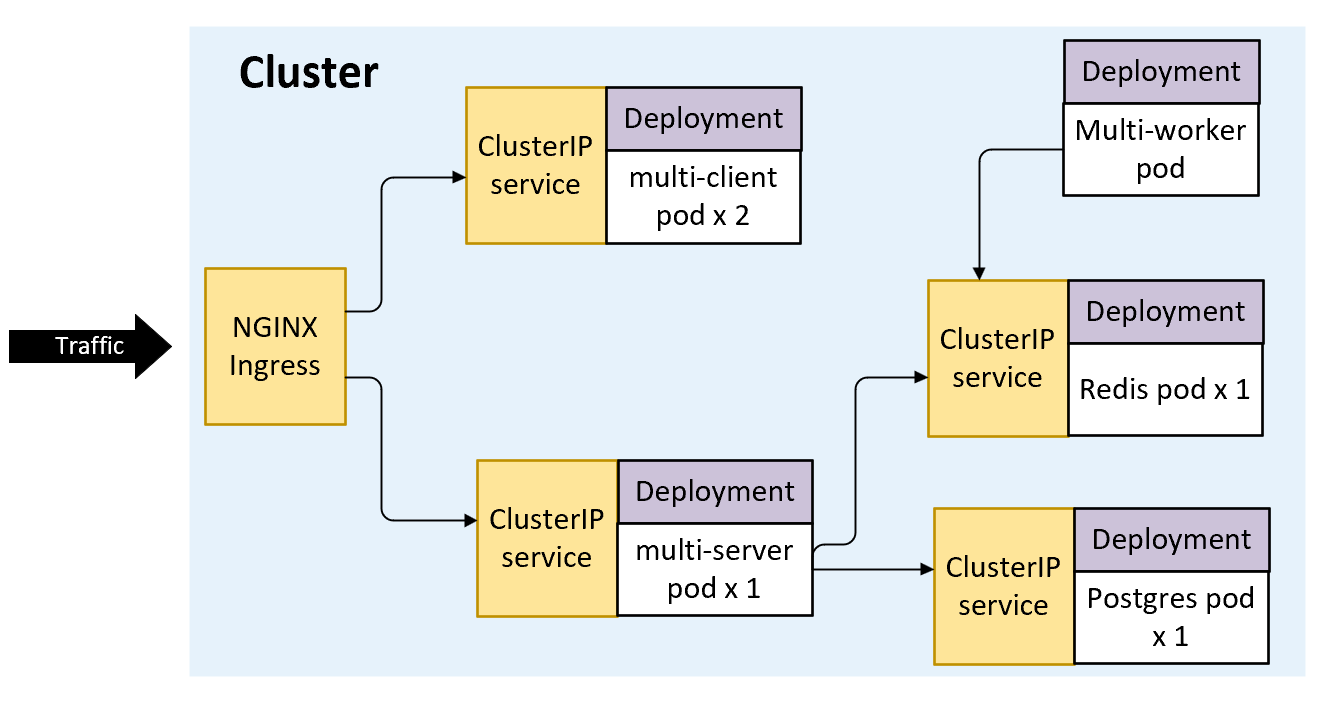 Cluster
Deployment
Multi-worker
pod
ClusterIP
service
Deployment
multi-client
pod x 2
Traffic
NGINX
Ingress
ClusterIP
service
Deployment
Redis pod x 1
ClusterIP
service
Deployment
multi-server
pod x 1
ClusterIP
service
Deployment
Postgres pod
x 1